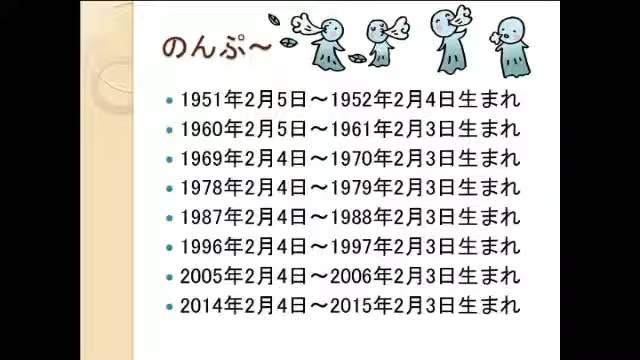 のんぷ～
1951年2月5日～1952年2月4日生まれ
1960年2月5日～1961年2月3日生まれ
1969年2月4日～1970年2月3日生まれ
1978年2月4日～1979年2月3日生まれ
1987年2月4日～1988年2月3日生まれ
1996年2月4日～1997年2月3日生まれ
2005年2月4日～2006年2月3日生まれ
2014年2月4日～2015年2月3日生まれ